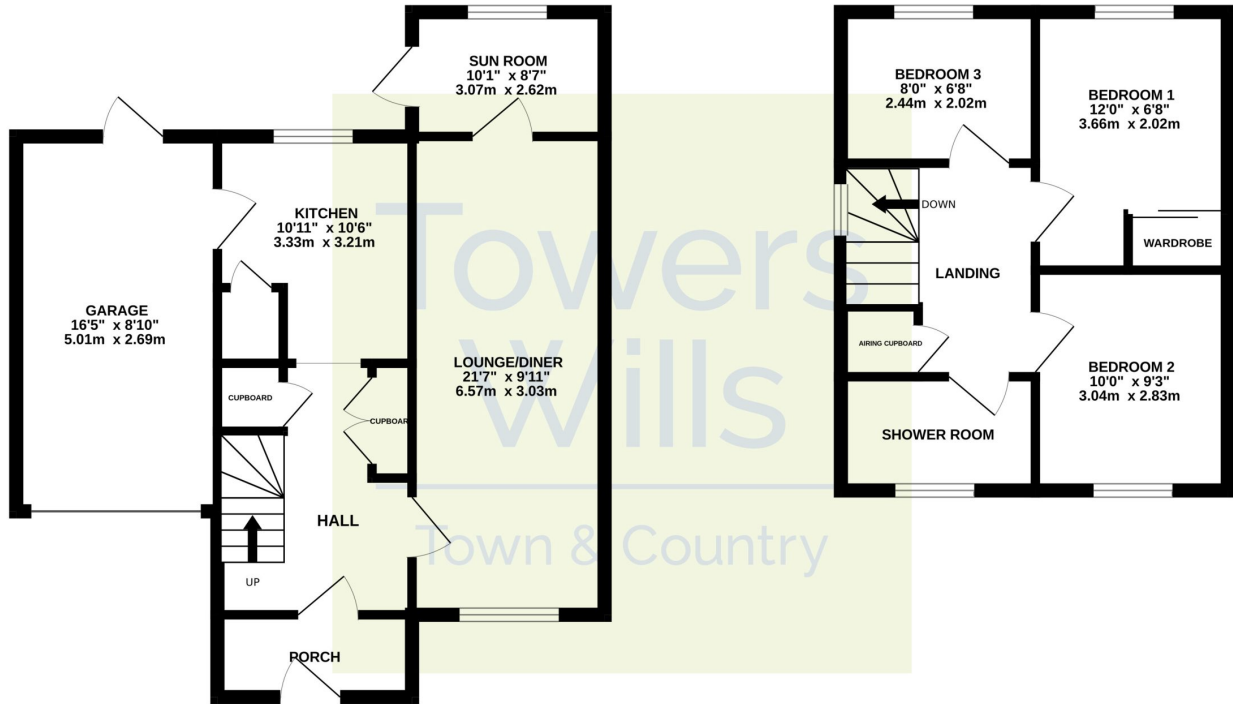 SUN ROOM
10'1" x 8'7"
3.07m x 2.62m
KITCHEN
10'11" x 10'6"
3.33m x 3.21m
GARAGE
16'5" x 8'10"
5.01m x 2.69m
LOUNGE/DINER
21'7" x 9'11"
6.57m x 3.03m
CUPBOARD
CUPBOAR
HALL
UP
PORCH
BEDROOM 3
8'0" x 6'8"
2.44m x 2.02m
BEDROOM 1
12'0" x 6'8"
3.66m x 2.02m
DOWN
WARDROBE
LANDING
AIRING CUPBOARD
BEDROOM 2
10'0" x 9'3"
3.04m x 2.83m
SHOWER ROOM
Towers
Wills
Town & Country